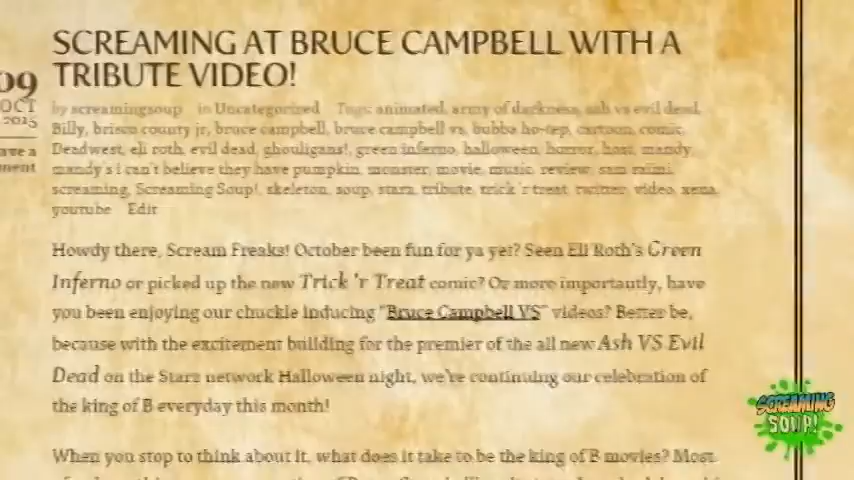 SCREAMING AT BRUCE CAMPBELL WITH A
TRIBUTE VIDEO!
09
OCT
2015
ave a
ment
by screamingsoup in Uncategorized Tags: animated, army of darkness, ash vs evil dead,
Billy, brisco county jr, bruce campbell, bruce campbell vs, bubba ho-tep, cartoon, comic,
Deadwest, eli roth, evil dead, ghouligans!, green inferno, halloween, horror, host, mandy,
mandy's i can't believe they have pumpkin, monster, movie, music, review, sam raimi,
screaming, Screaming Soup!, skeleton, soup, starz, tribute, trick 'r treat, twitter, video, xena,
youtube Edit
Howdy there, Scream Freaks! October been fun for ya yet? Seen Eli Roth's Green
Inferno or picked up the new Trick 'r Treat comic? Or more importantly, have
you been enjoying our chuckle inducing "Bruce Campbell VS" videos? Better be,
because with the excitement building for the premier of the all new Ash VS Evil
Dead on the Starz network Halloween night, we're continuing our celebration of
the king of B everyday this month!
SCREAMING
SOUP!
When you stop to think about it, what does it take to be the king of B movies? Most